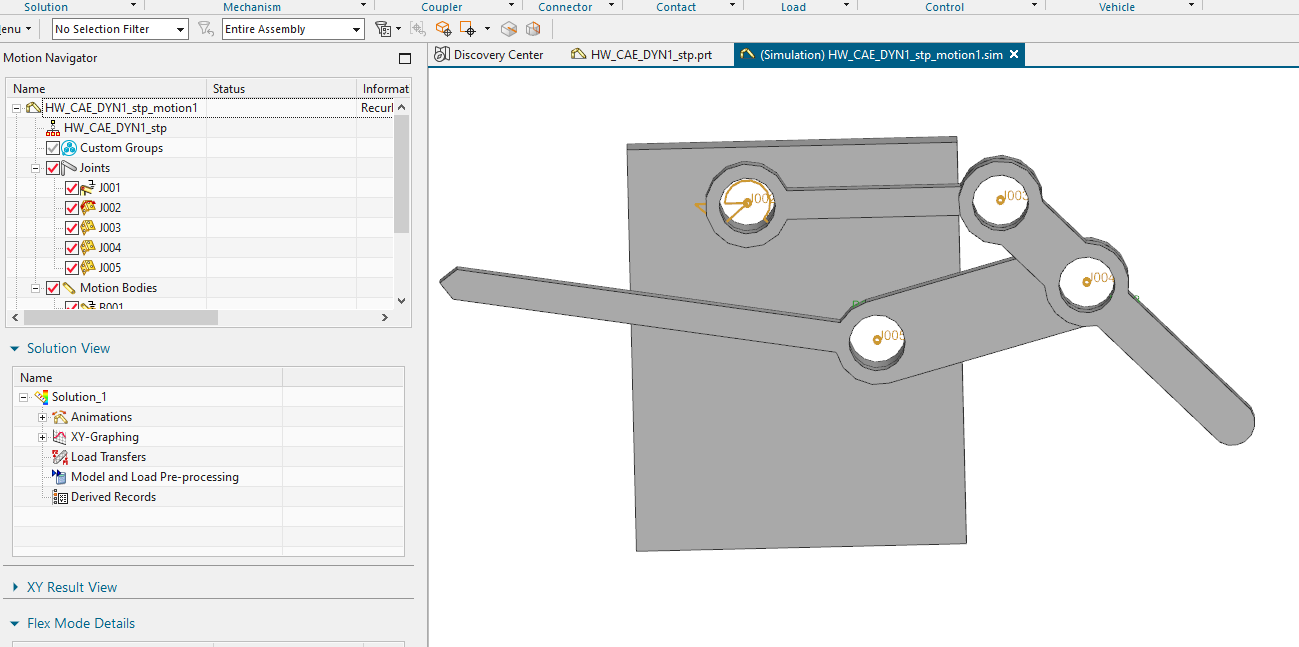 Solution Mechanism Coupler Connector Contact Load Control Vehicle
enu No Selection Filter Entire Assembly
Motion Navigator
Discovery Center HW_CAE_DYN1_stp.prt (Simulation) HW_CAE_DYN1_stp_motion1.sim
Name Status Informat
HW_CAE_DYN1_stp_motion1 Recurl
HW_CAE_DYN1_stp
Custom Groups
Joints
J001
J002
J003
J004
J005
Motion Bodies
B001
Solution View
Name
Solution_1
Animations
XY-Graphing
Load Transfers
Model and Load Pre-processing
Derived Records
XY Result View
Flex Mode Details
J002
J003
J004
J005